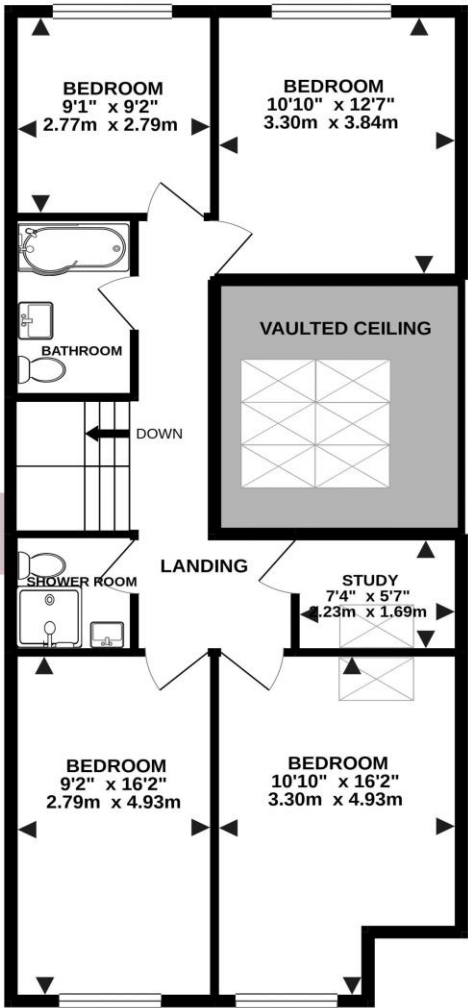 BEDROOM
9'1" x 9'2"
2.77m x 2.79m
BEDROOM
10'10" x 12'7"
3.30m x 3.84m
VAULTED CEILING
BATHROOM
DOWN
LANDING
SHOWER ROOM
STUDY
7'4" x 5'7"
2.23m x 1.69m
BEDROOM
9'2" x 16'2"
2.79m x 4.93m
BEDROOM
10'10" x 16'2"
3.30m x 4.93m